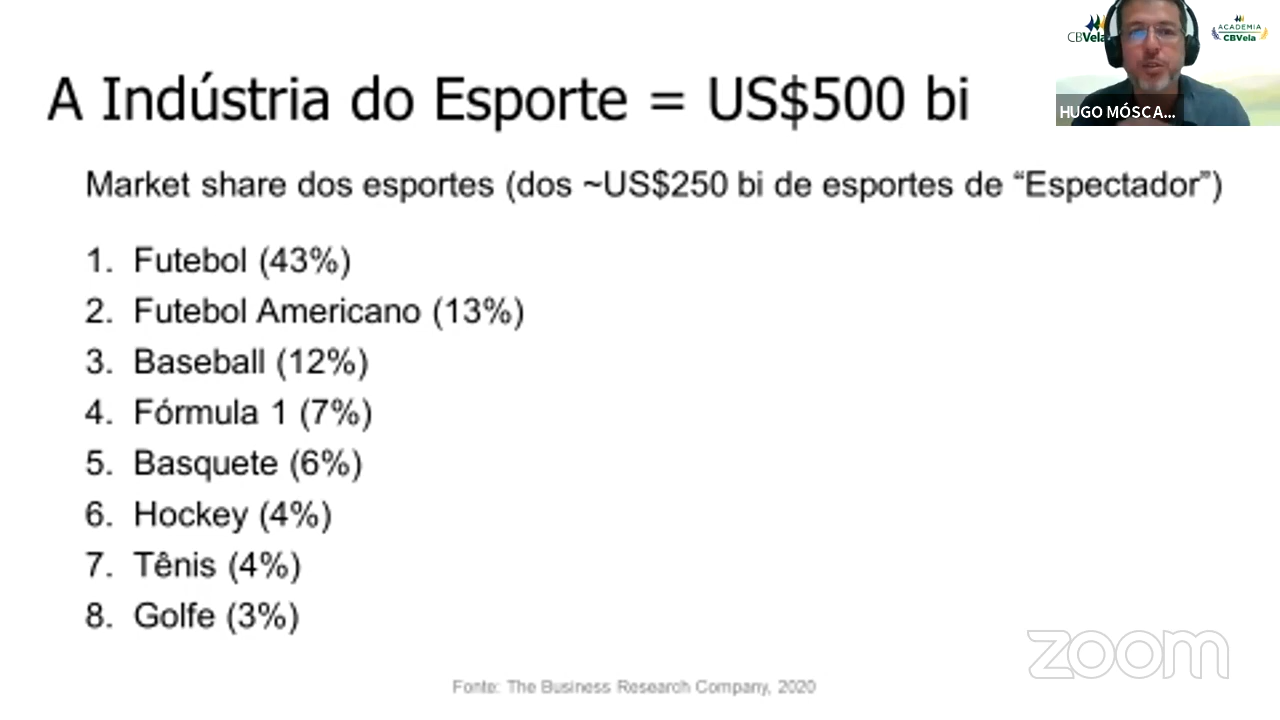 A Indústria do Esporte = US$500 bi
CBVela
ACADEMIA
CBVela
HUGO MÓSCA...
Market share dos esportes (dos ~US$250 bi de esportes de “Espectador”)
1. Futebol (43%)
2. Futebol Americano (13%)
3. Baseball (12%)
4. Fórmula 1 (7%)
5. Basquete (6%)
6. Hockey (4%)
7. Tênis (4%)
8. Golfe (3%)
zoom
Fonte: The Business Research Company, 2020